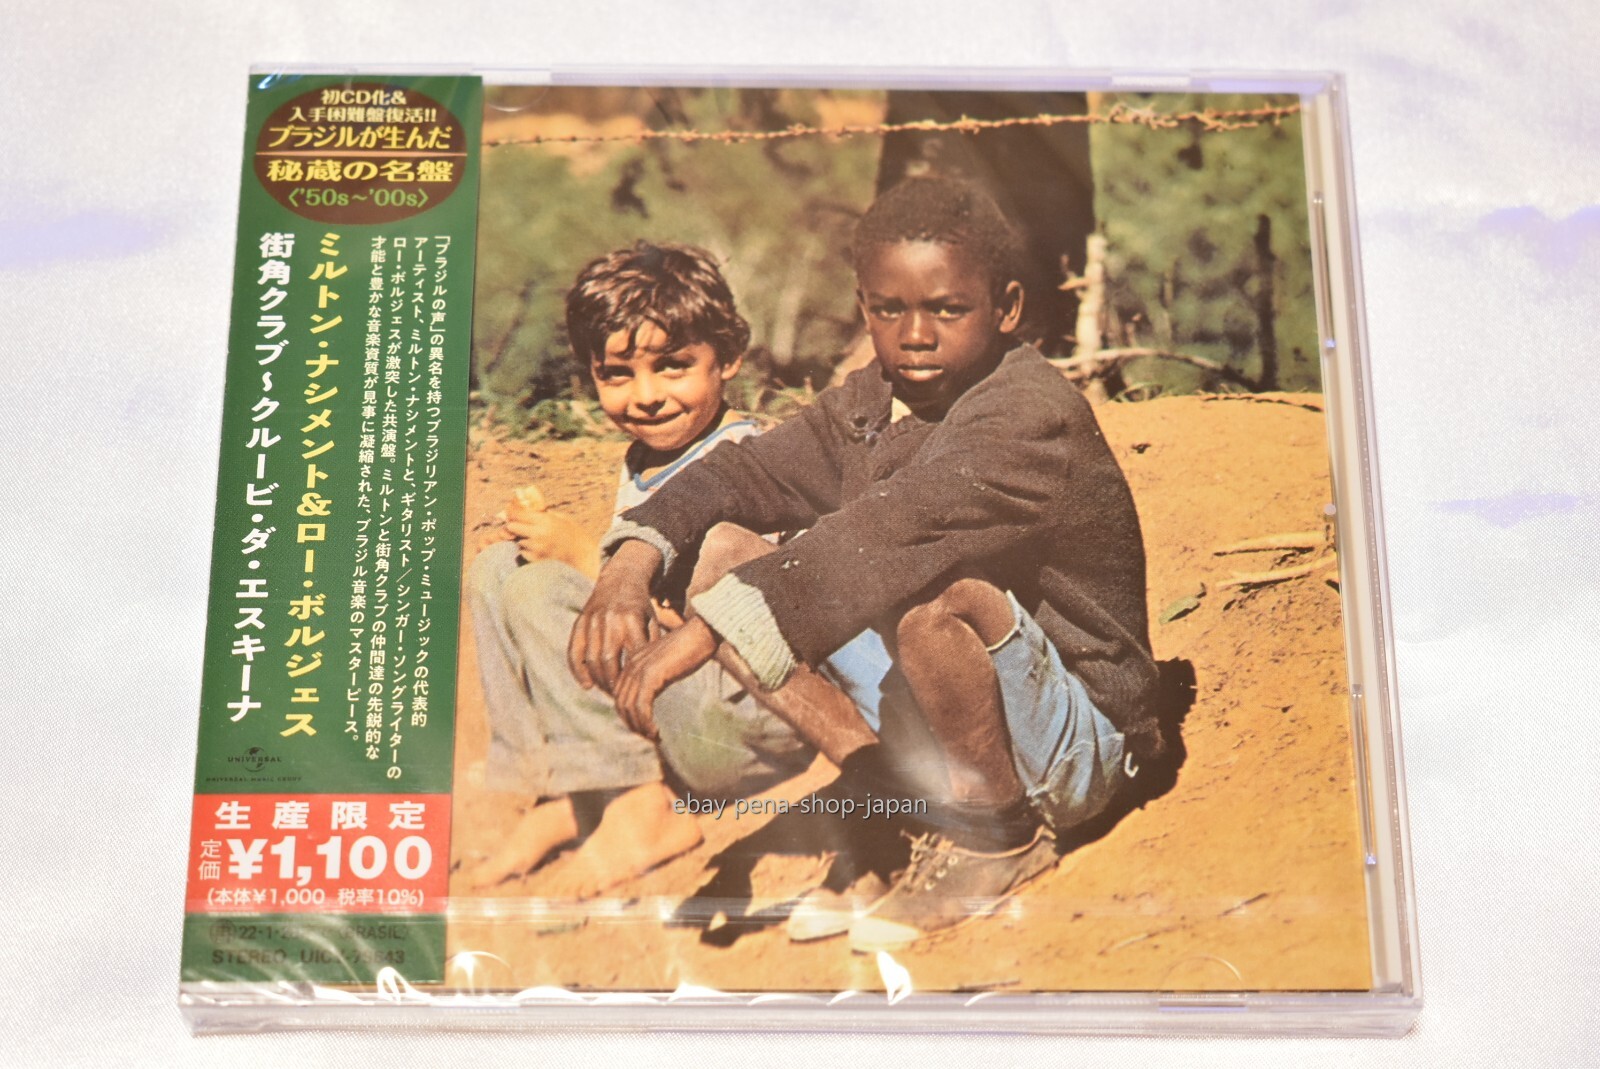 初CD化&
入手困難盤復活!!
ブラジルが生んだ
秘蔵の名盤
〈'50s～'00s〉
「ブラジルの声」の異名を持つブラジリアン・ポップ・ミュージックの代表的
アーティスト、ミルトン・ナシメントと、ギタリスト／シンガー・ソングライターの
ロー・ボルジェスが激突した共演盤。ミルトンと街角クラブの仲間達の先鋭的な
才能と豊かな音楽資質が見事に凝縮された、ブラジル音楽のマスターピース。
ミルトン・ナシメント&ロー・ボルジェス
街角クラブ～クルービ・ダ・エスキーナ
UNIVERSAL
UNIVERSAL MUSIC GROUP
生産限定
定価 ¥1,100
(本体¥1,000 税率10%)
STEREO
ebay pena-shop-japan